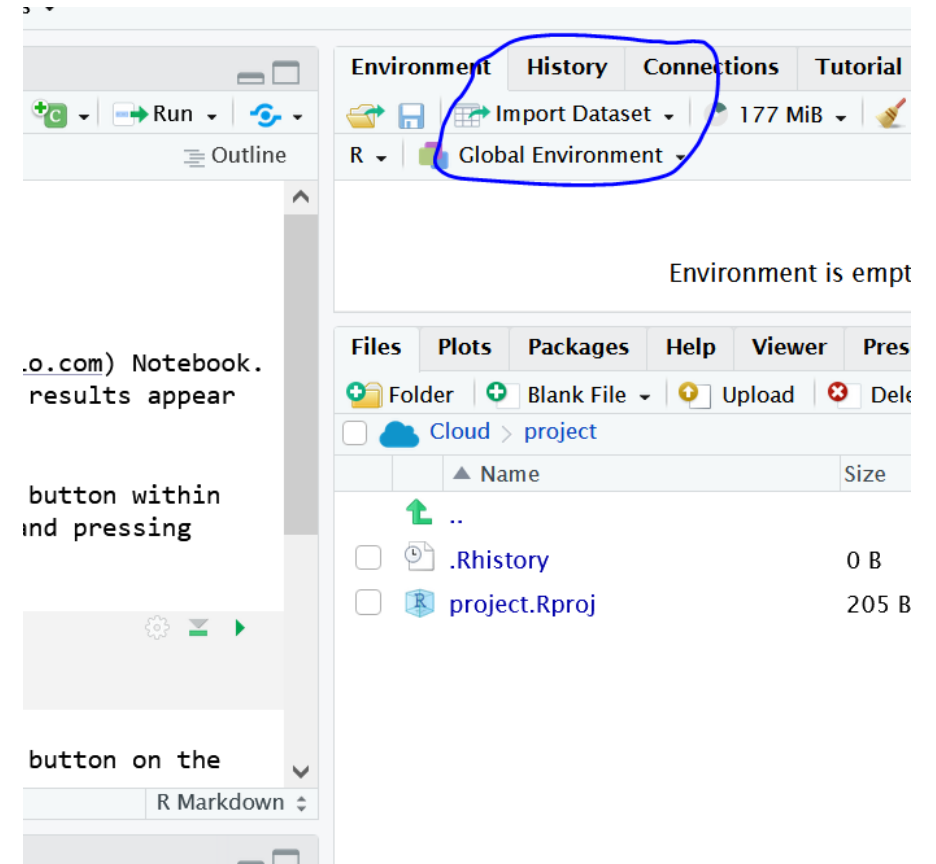 Environment History Connections Tutorial
Run
Import Dataset 177 MiB
Outline
R Global Environment
Environment is empt
.o.com) Notebook.
results appear
button within
and pressing
button on the
R Markdown
Files Plots Packages Help Viewer Pres
Folder Blank File Upload Dele
Cloud project
Name Size
..
.Rhistory 0 B
project.Rproj 205 B